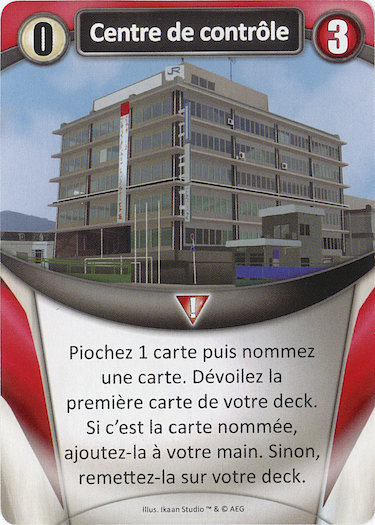 0 Centre de contrôle 3
JR
!
Piochez 1 carte puis nommez
une carte. Dévoilez la
première carte de votre deck.
Si c'est la carte nommée,
ajoutez-la à votre main. Sinon,
remettez-la sur votre deck.
Illus. Ikaan Studio ™ & © AEG